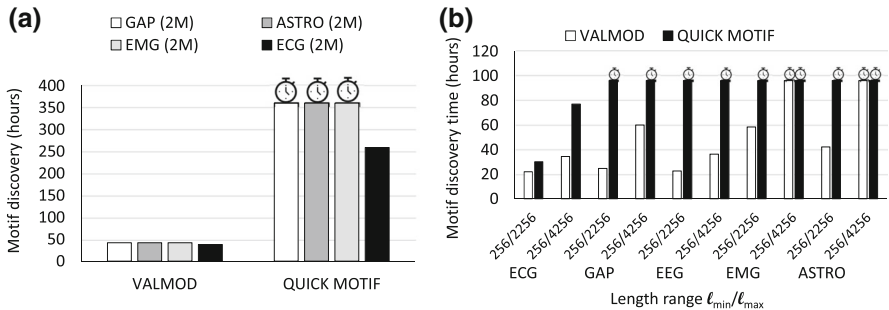 (a)
GAP (2M) ASTRO (2M)
EMG (2M) ECG (2M)
Motif discovery (hours)
400
350
300
250
200
150
100
50
0
VALMOD QUICK MOTIF
(b)
VALMOD QUICK MOTIF
Motif discovery time (hours)
120
100
80
60
40
20
0
256/2256 256/4256 256/2256 256/4256 256/2256 256/4256 256/2256 256/4256 256/2256 256/4256
ECG GAP EEG EMG ASTRO
Length range ℓmin/ℓmax